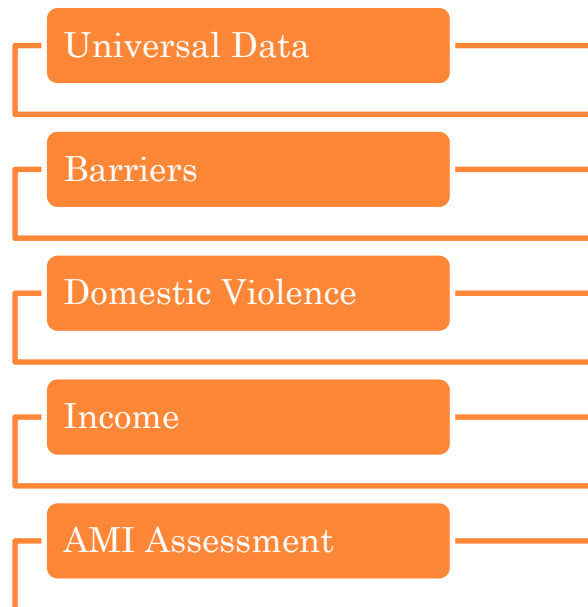 Universal Data
Barriers
Domestic Violence
Income
AMI Assessment